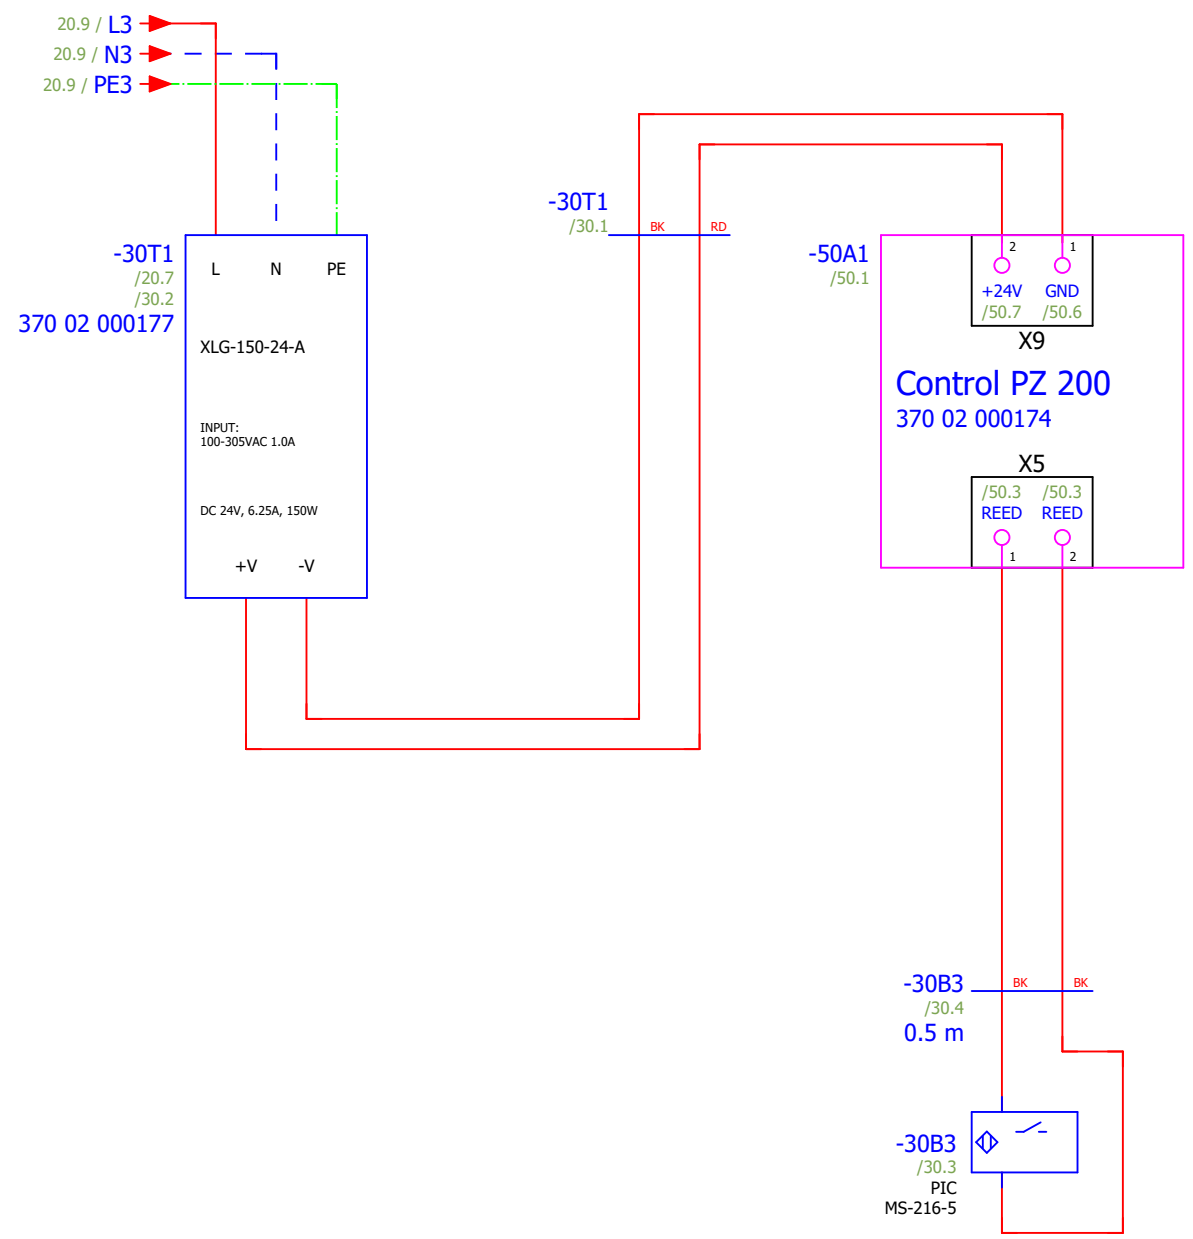 20.9 / L3
20.9 / N3
20.9 / PE3
-30T1
/20.7
/30.2
370 02 000177
L N PE
XLG-150-24-A
INPUT:
100-305VAC 1.0A
DC 24V, 6.25A, 150W
+V -V
-30T1
/30.1
BK RD
-50A1
/50.1
2 1
+24V GND
/50.7 /50.6
X9
Control PZ 200
370 02 000174
X5
/50.3 /50.3
REED REED
1 2
-30B3
/30.4
0.5 m
BK BK
-30B3
/30.3
PIC
MS-216-5